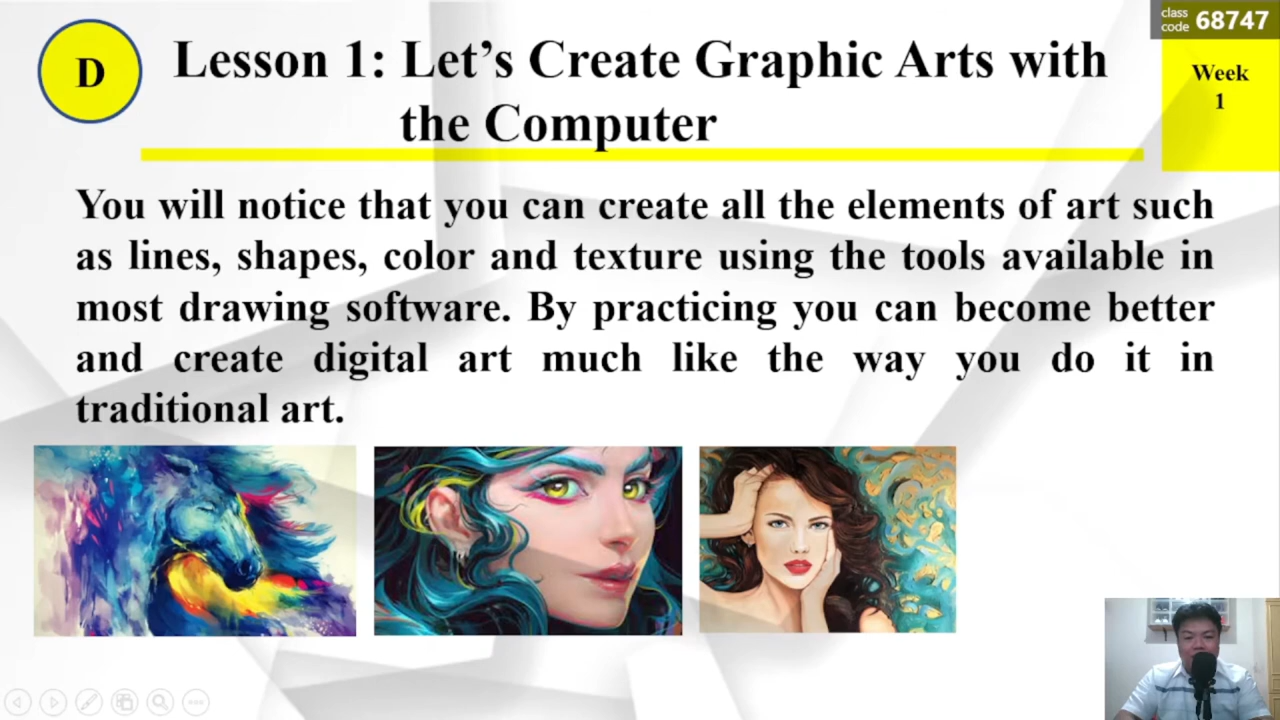 class
code 68747
D
Lesson 1: Let’s Create Graphic Arts with
the Computer
Week
1
You will notice that you can create all the elements of art such
as lines, shapes, color and texture using the tools available in
most drawing software. By practicing you can become better
and create digital art much like the way you do it in
traditional art.